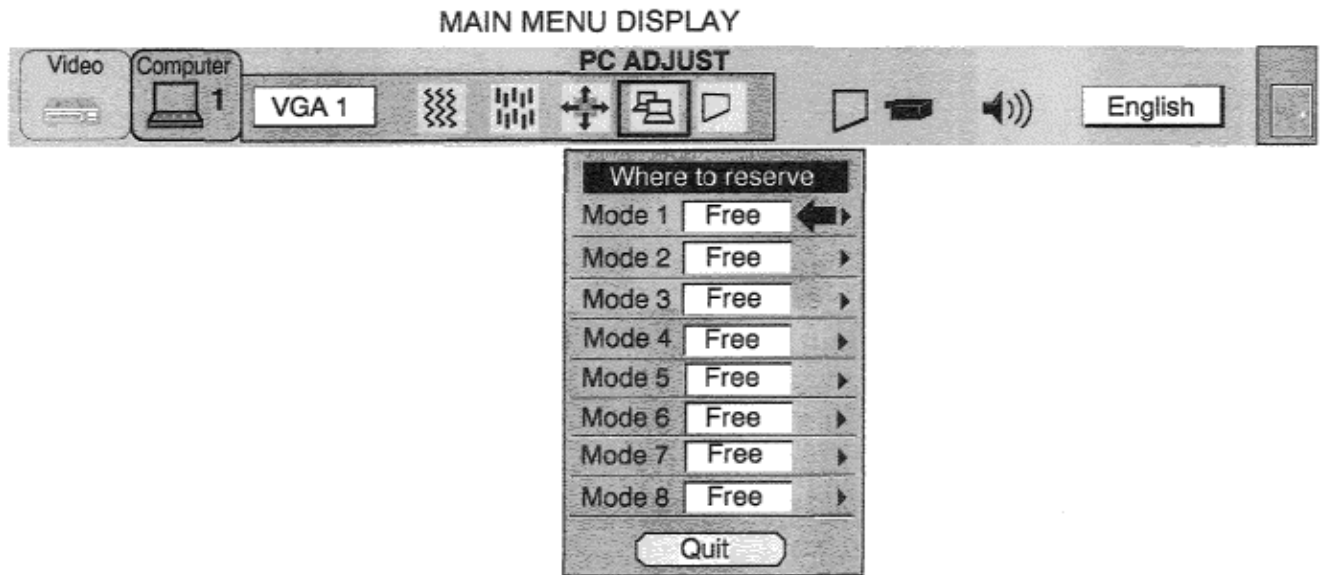 MAIN MENU DISPLAY
Video
Computer
1
PC ADJUST
VGA 1
English
Where to reserve
Mode 1 Free
Mode 2 Free
Mode 3 Free
Mode 4 Free
Mode 5 Free
Mode 6 Free
Mode 7 Free
Mode 8 Free
Quit